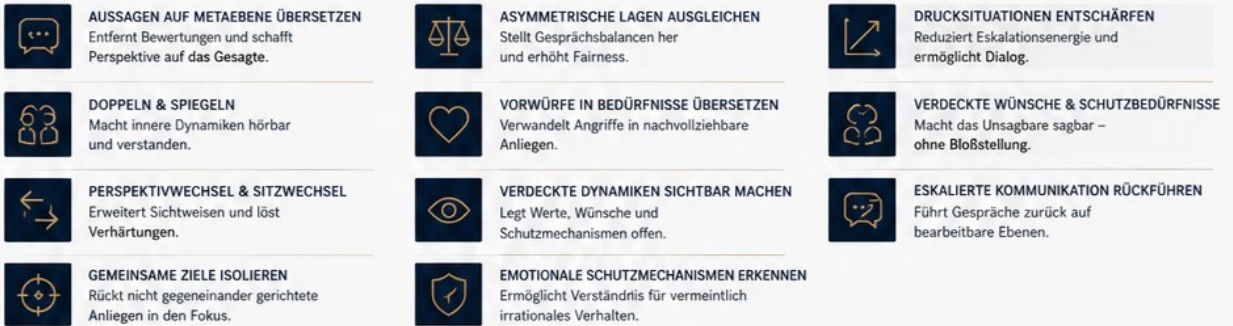 AUSSAGEN AUF METAEBENE ÜBERSETZEN
Entfernt Bewertungen und schafft
Perspektive auf das Gesagte.
DOPPELN & SPIEGELN
Macht innere Dynamiken hörbar
und verstanden.
PERSPEKTIVWECHSEL & SITZWECHSEL
Erweitert Sichtweisen und löst
Verhärtungen.
GEMEINSAME ZIELE ISOLIEREN
Rückt nicht gegeneinander gerichtete
Anliegen in den Fokus.
ASYMMETRISCHE LAGEN AUSGLEICHEN
Stellt Gesprächsbalancen her
und erhöht Fairness.
VORWÜRFE IN BEDÜRFNISSE ÜBERSETZEN
Verwandelt Angriffe in nachvollziehbare
Anliegen.
VERDECKTE DYNAMIKEN SICHTBAR MACHEN
Legt Werte, Wünsche und
Schutzmechanismen offen.
EMOTIONALE SCHUTZMECHANISMEN ERKENNEN
Ermöglicht Verständnis für vermeintlich
irrationales Verhalten.
DRUCKSITUATIONEN ENTSCHÄRFEN
Reduziert Eskalationsenergie und
ermöglicht Dialog.
VERDECKTE WÜNSCHE & SCHUTZBEDÜRFNISSE
Macht das Unsagbare sagbar –
ohne Bloßstellung.
ESKALIERTE KOMMUNIKATION RÜCKFÜHREN
Führt Gespräche zurück auf
bearbeitbare Ebenen.